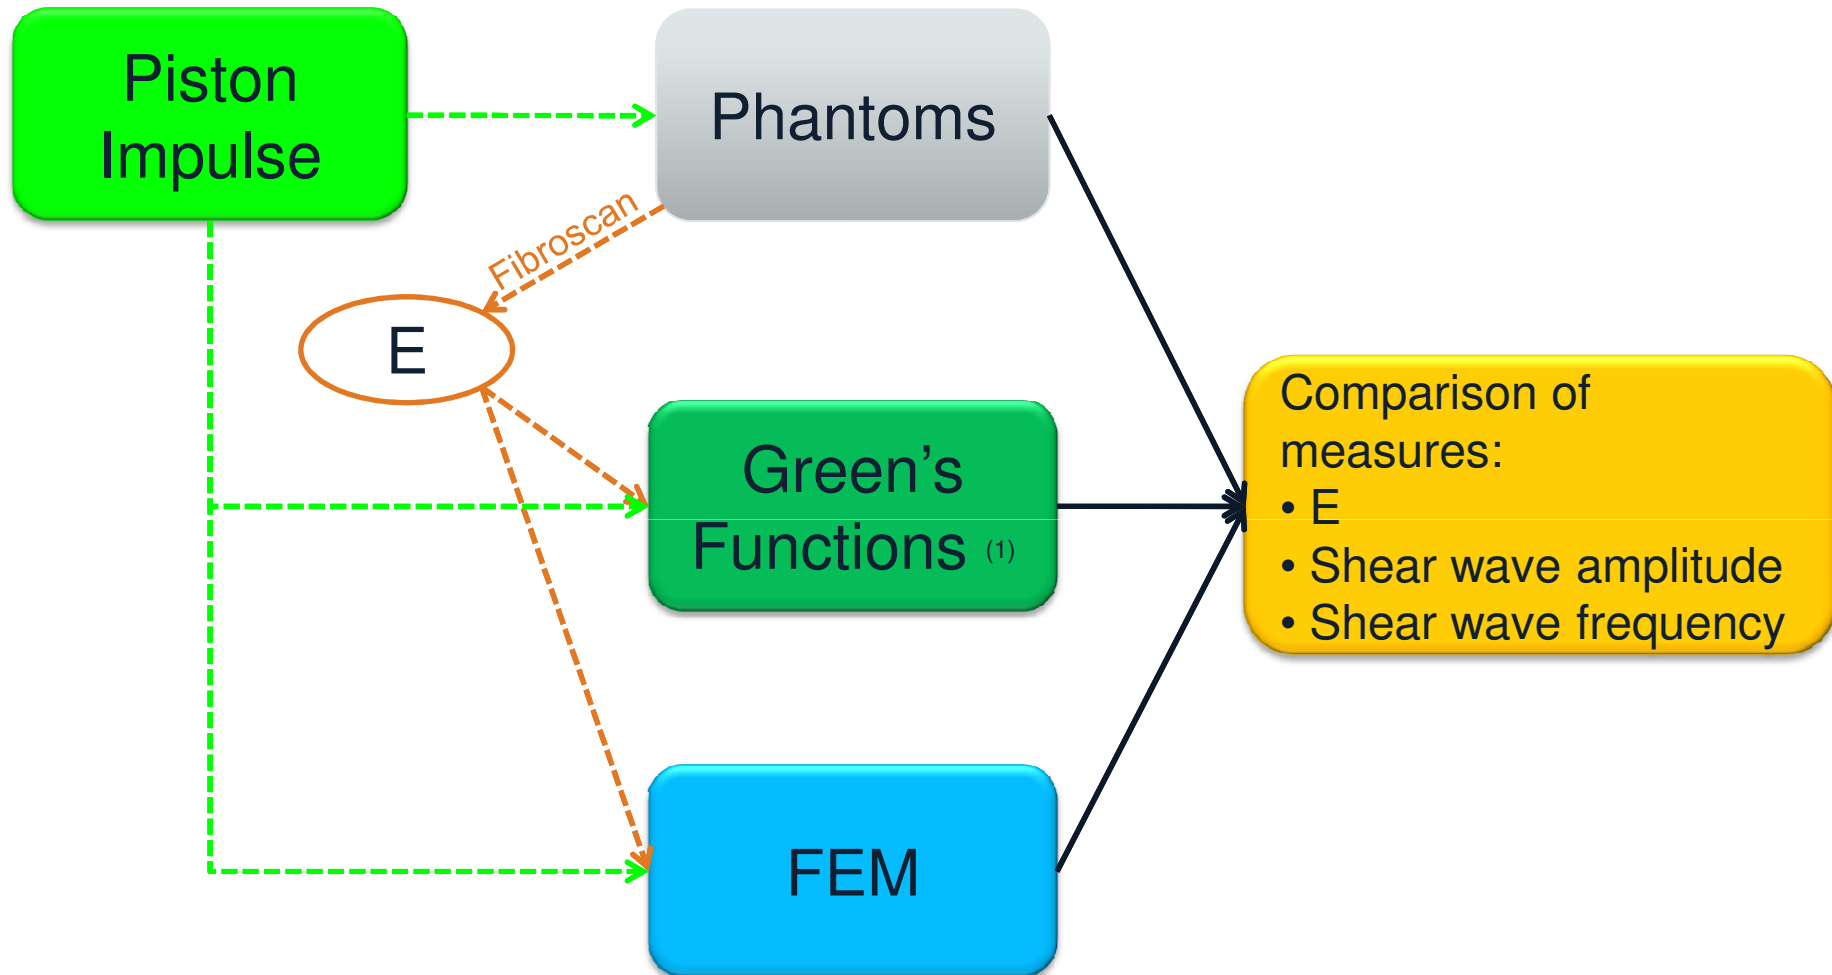 Piston
Impulse
Phantoms
Fibroscan
E
Green’s
Functions (1)
FEM
Comparison of
measures:
• E
• Shear wave amplitude
• Shear wave frequency